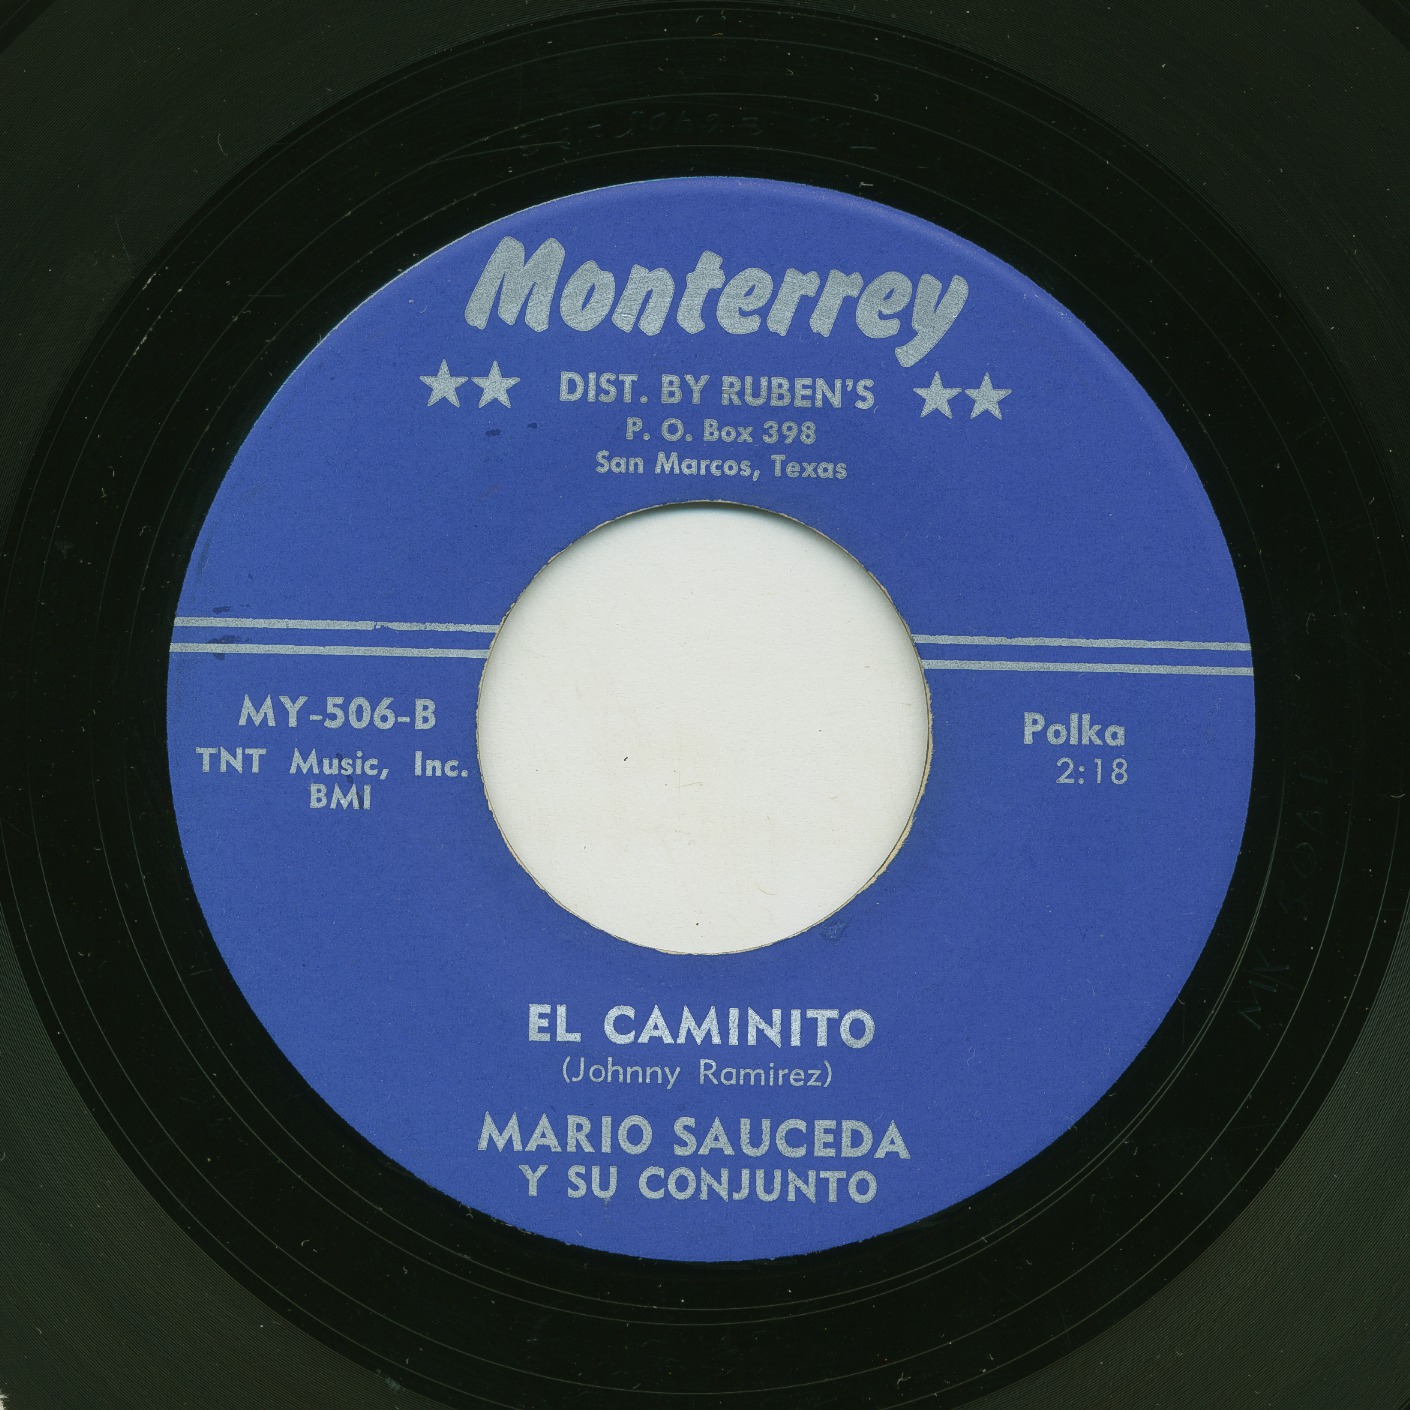 Monterrey
DIST. BY RUBEN'S
P. O. Box 398
San Marcos, Texas
MY-506-B
TNT Music, Inc.
BMI
Polka
2:18
EL CAMINITO
(Johnny Ramirez)
MARIO SAUCEDA
Y SU CONJUNTO